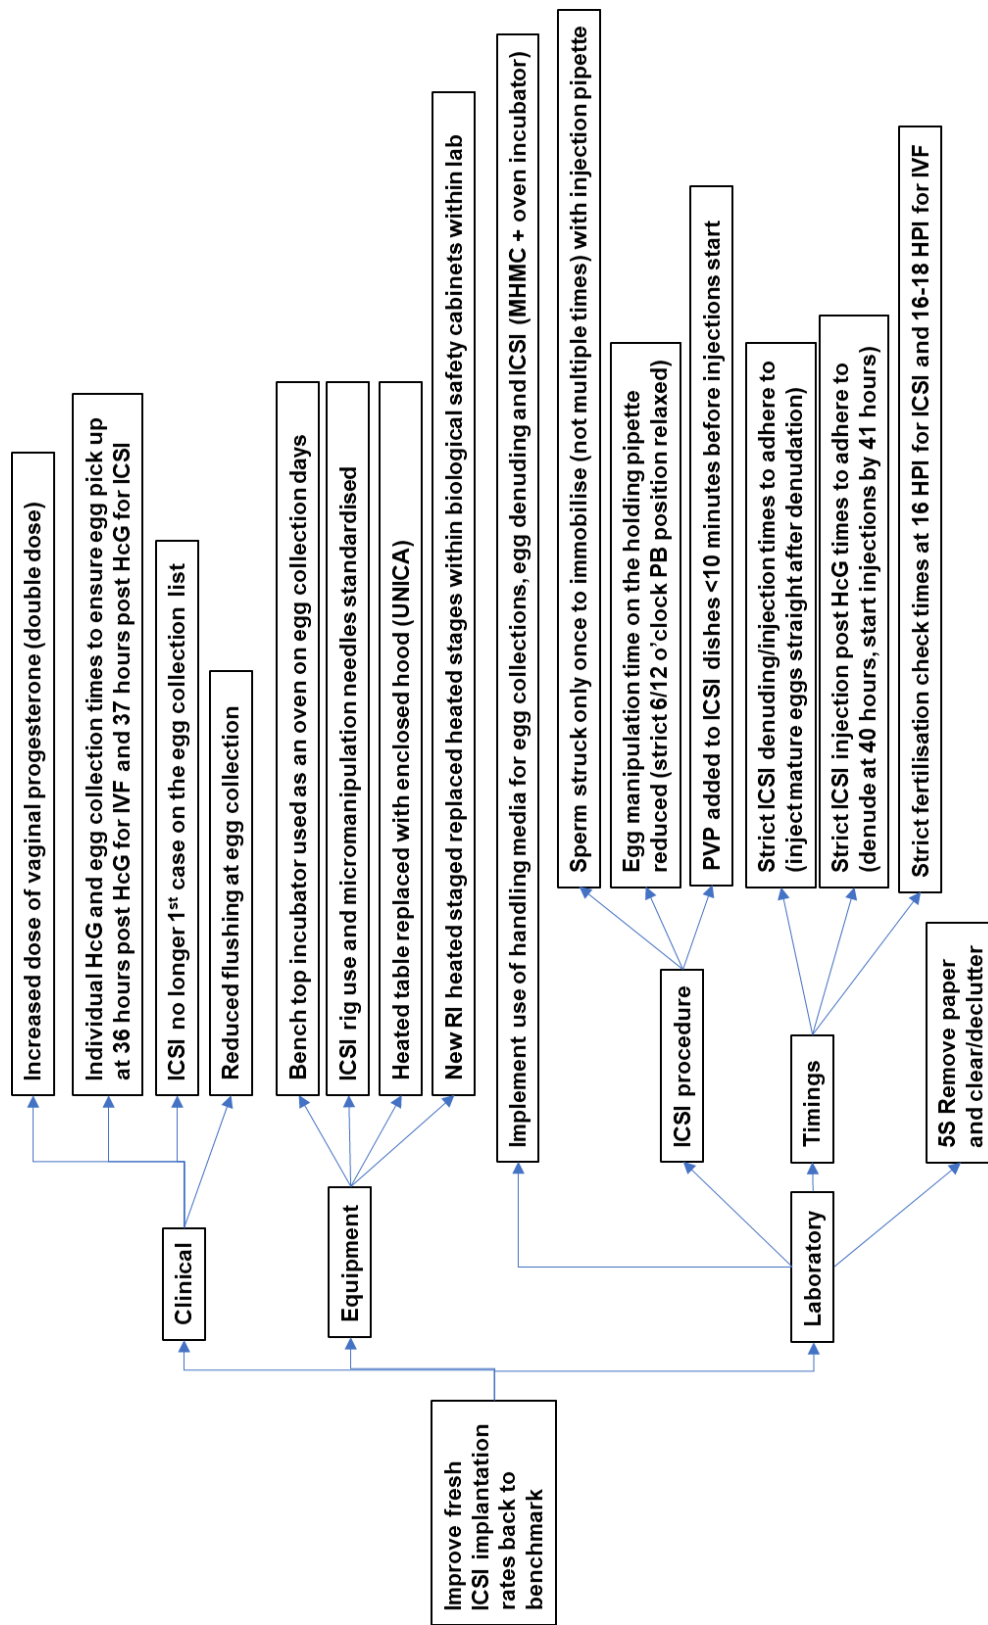 Improve fresh
ICSI implantation
rates back to
benchmark
Clinical
Increased dose of vaginal progesterone (double dose)
Individual HcG and egg collection times to ensure egg pick up
at 36 hours post HcG for IVF and 37 hours post HcG for ICSI
ICSI no longer 1st case on the egg collection list
Reduced flushing at egg collection
Equipment
Bench top incubator used as an oven on egg collection days
ICSI rig use and micromanipulation needles standardised
Heated table replaced with enclosed hood (UNICA)
New RI heated staged replaced heated stages within biological safety cabinets within lab
Laboratory
Implement use of handling media for egg collections, egg denuding and ICSI (MHMC + oven incubator)
ICSI procedure
Sperm struck only once to immobilise (not multiple times) with injection pipette
Egg manipulation time on the holding pipette
reduced (strict 6/12 o’clock PB position relaxed)
PVP added to ICSI dishes <10 minutes before injections start
Timings
Strict ICSI denuding/injection times to adhere to
(inject mature eggs straight after denudation)
Strict ICSI injection post HcG times to adhere to
(denude at 40 hours, start injections by 41 hours)
Strict fertilisation check times at 16 HPI for ICSI and 16-18 HPI for IVF
5S Remove paper
and clear/declutter